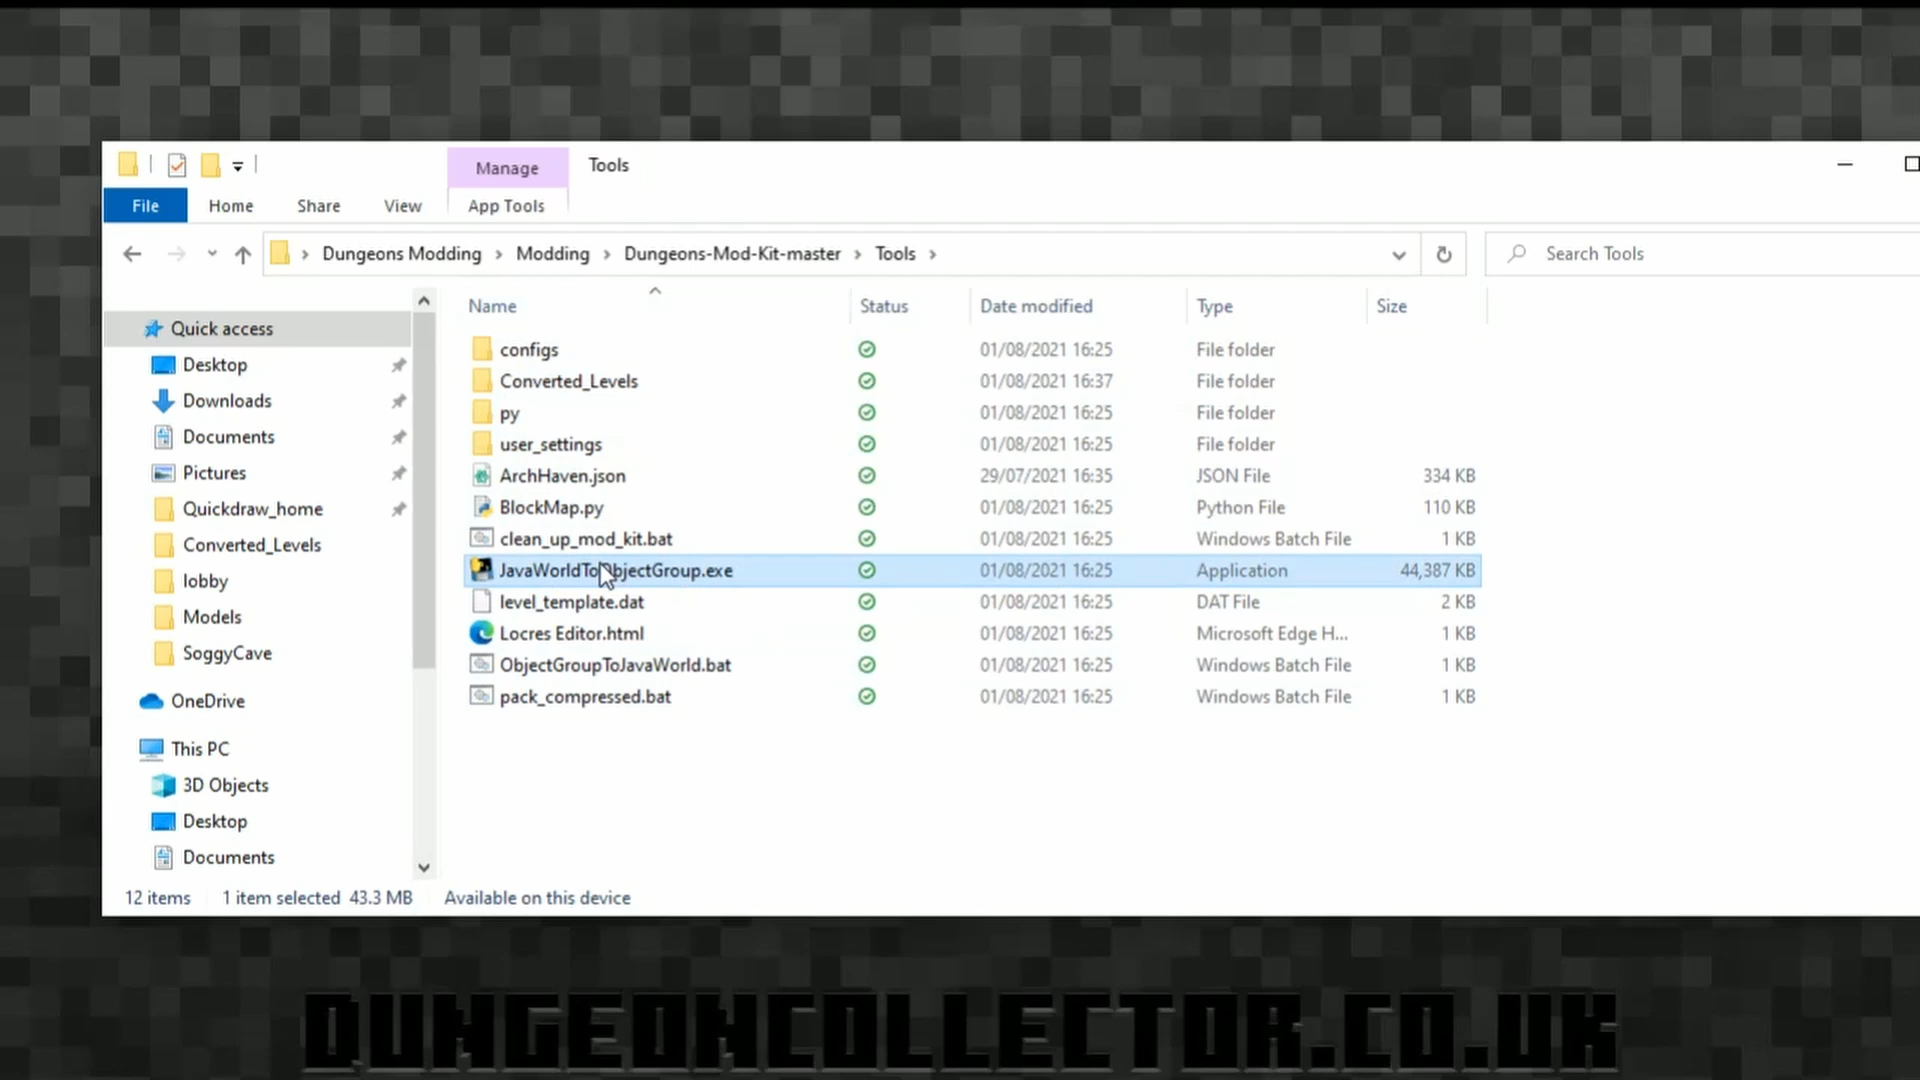 Manage Tools
File Home Share View App Tools
Dungeons Modding Modding Dungeons-Mod-Kit-master Tools Search Tools
Name Status Date modified Type Size
Quick access
Desktop
Downloads
Documents
Pictures
Quickdraw_home
Converted_Levels
lobby
Models
SoggyCave
OneDrive
This PC
3D Objects
Desktop
Documents
configs 01/08/2021 16:25 File folder
Converted_Levels 01/08/2021 16:37 File folder
py 01/08/2021 16:25 File folder
user_settings 01/08/2021 16:25 File folder
ArchHaven.json 29/07/2021 16:35 JSON File 334 KB
BlockMap.py 01/08/2021 16:25 Python File 110 KB
clean_up_mod_kit.bat 01/08/2021 16:25 Windows Batch File 1 KB
JavaWorldToObjectGroup.exe 01/08/2021 16:25 Application 44,387 KB
level_template.dat 01/08/2021 16:25 DAT File 2 KB
Locres Editor.html 01/08/2021 16:25 Microsoft Edge H... 1 KB
ObjectGroupToJavaWorld.bat 01/08/2021 16:25 Windows Batch File 1 KB
pack_compressed.bat 01/08/2021 16:25 Windows Batch File 1 KB
12 items 1 item selected 43.3 MB Available on this device
DUNGEONCOLLECTOR.CO.UK